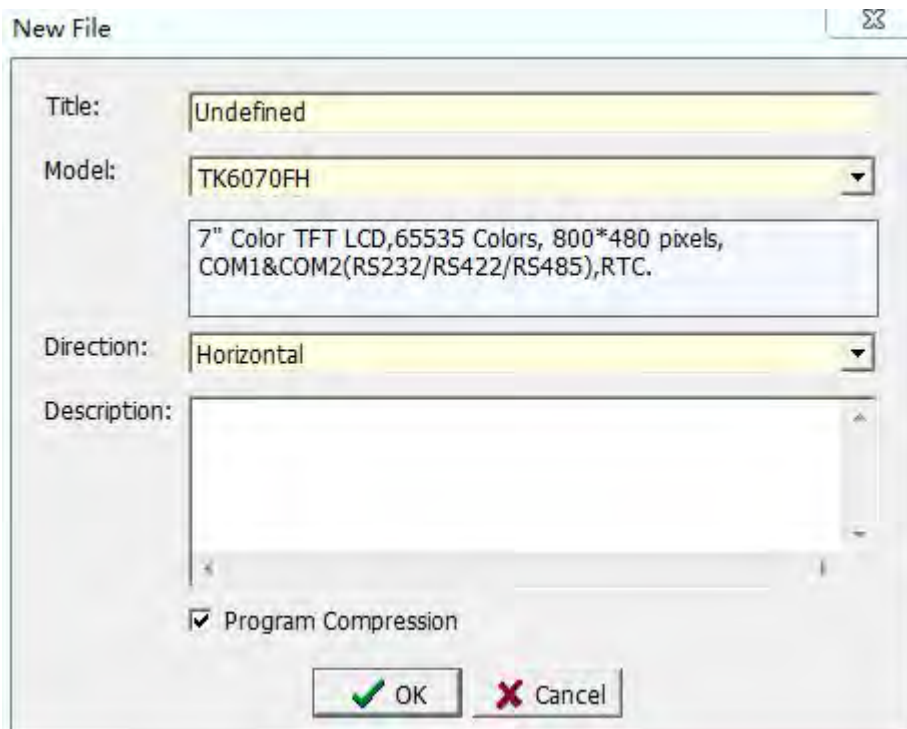 New File
Title:
Undefined
Model:
TK6070FH
7" Color TFT LCD,65535 Colors, 800*480 pixels,
COM1&COM2(RS232/RS422/RS485),RTC.
Direction:
Horizontal
Description:
Program Compression
OK
Cancel